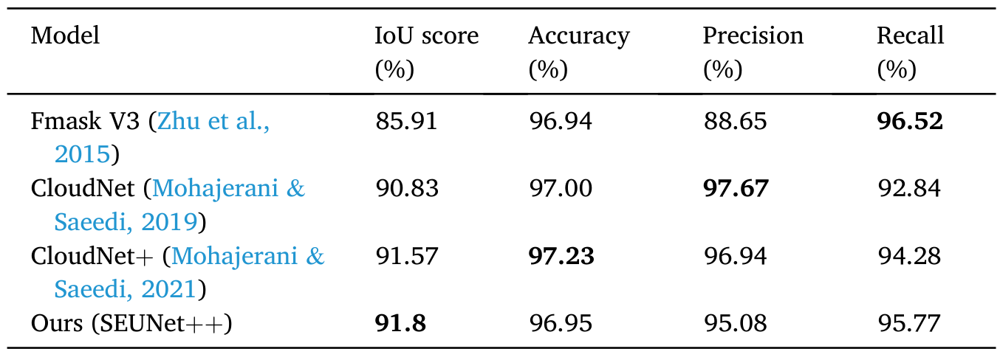 Model IoU score Accuracy Precision Recall
(%) (%) (%) (%)
Fmask V3 (Zhu et al., 85.91 96.94 88.65 96.52
2015)
CloudNet (Mohajerani & 90.83 97.00 97.67 92.84
Saeedi, 2019)
CloudNet+ (Mohajerani & 91.57 97.23 96.94 94.28
Saeedi, 2021)
Ours (SEUNet++) 91.8 96.95 95.08 95.77